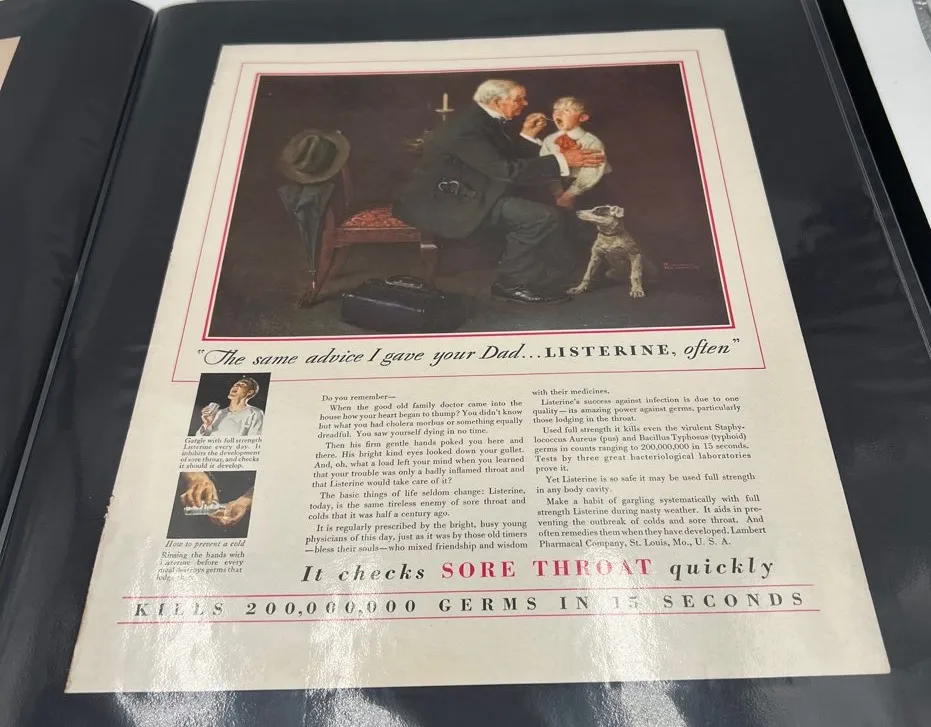 NORMAN ROCKWELL
"The same advice I gave your Dad...LISTERINE, often"
Gargle with full strength
Listerine every day. It
inhibits the development
of sore throat, and checks
it should it develop.
How to prevent a cold
Rinsing the hands with
Listerine before every
meal destroys germs that
lodge
Do you remember—
When the good old family doctor came into the
house how your heart began to thump? You didn't know
but what you had cholera morbus or something equally
dreadful. You saw yourself dying in no time.
Then his firm gentle hands poked you here and
there. His bright kind eyes looked down your gullet.
And, oh, what a load left your mind when you learned
that your trouble was only a badly inflamed throat and
that Listerine would take care of it?
The basic things of life seldom change: Listerine,
today, is the same tireless enemy of sore throat and
colds that it was half a century ago.
It is regularly prescribed by the bright, busy young
physicians of this day, just as it was by those old timers
—bless their souls—who mixed friendship and wisdom
with their medicines.
Listerine's success against infection is due to one
quality—its amazing power against germs, particularly
those lodging in the throat.
Used full strength it kills even the virulent Staphy-
lococcus Aureus (pus) and Bacillus Typhosus (typhoid)
germs in counts ranging to 200,000,000 in 15 seconds.
Tests by three great bacteriological laboratories
prove it.
Yet Listerine is so safe it may be used full strength
in any body cavity.
Make a habit of gargling systematically with full
strength Listerine during nasty weather. It aids in pre-
venting the outbreak of colds and sore throat. And
often remedies them when they have developed. Lambert
Pharmacal Company, St. Louis, Mo., U. S. A.
It checks SORE THROAT quickly
KILLS 200,000,000 GERMS IN 15 SECONDS